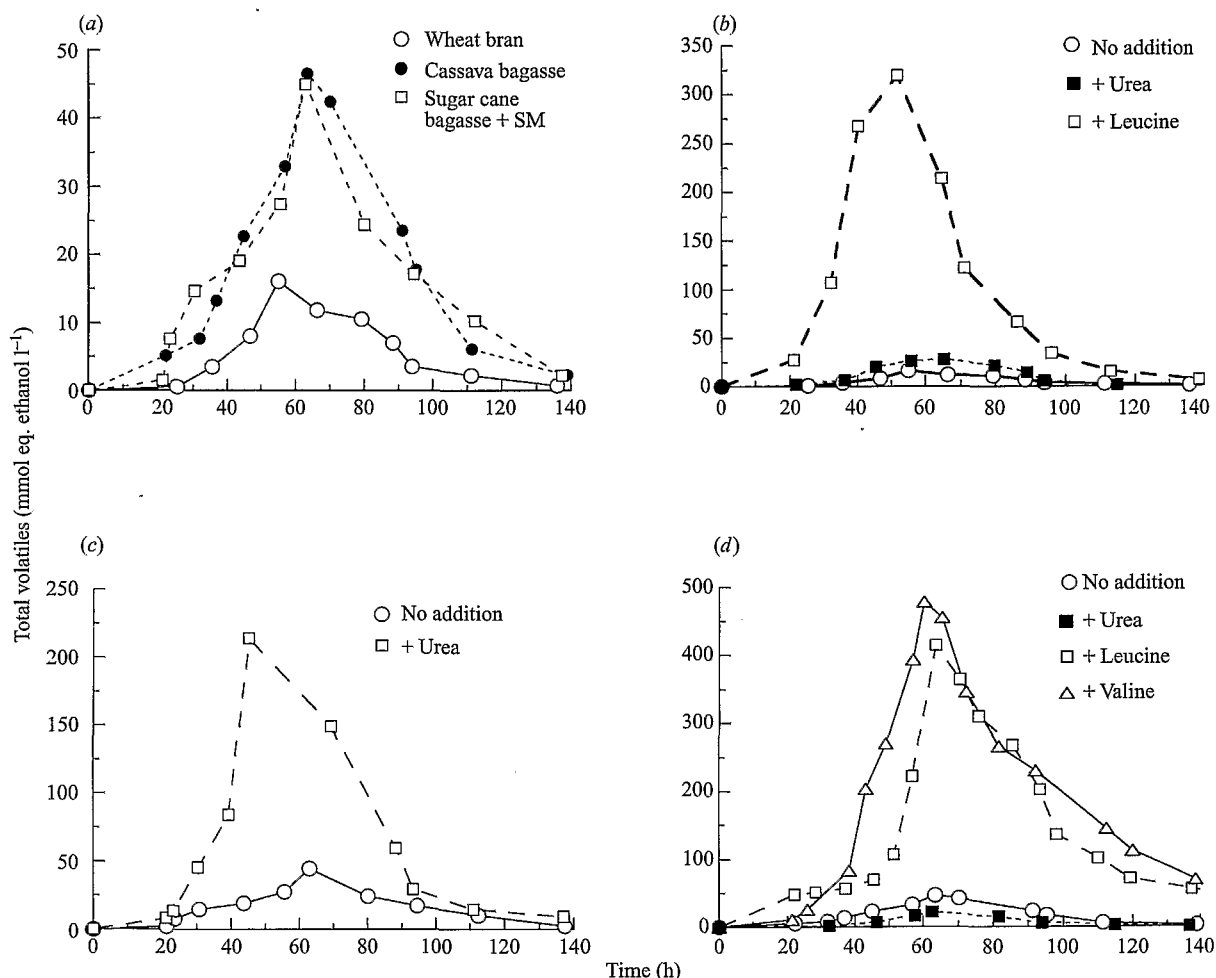 (a)
Wheat bran
Cassava bagasse
Sugar cane
bagasse + SM
50
40
30
20
10
0
0 20 40 60 80 100 120 140
(b)
No addition
+ Urea
+ Leucine
350
300
250
200
150
100
50
0
0 20 40 60 80 100 120 140
Total volatiles (mmol eq. ethanol l⁻¹)
(c)
No addition
+ Urea
250
200
150
100
50
0
0 20 40 60 80 100 120 140
(d)
No addition
+ Urea
+ Leucine
+ Valine
500
400
300
200
100
0
0 20 40 60 80 100 120 140
Time (h)